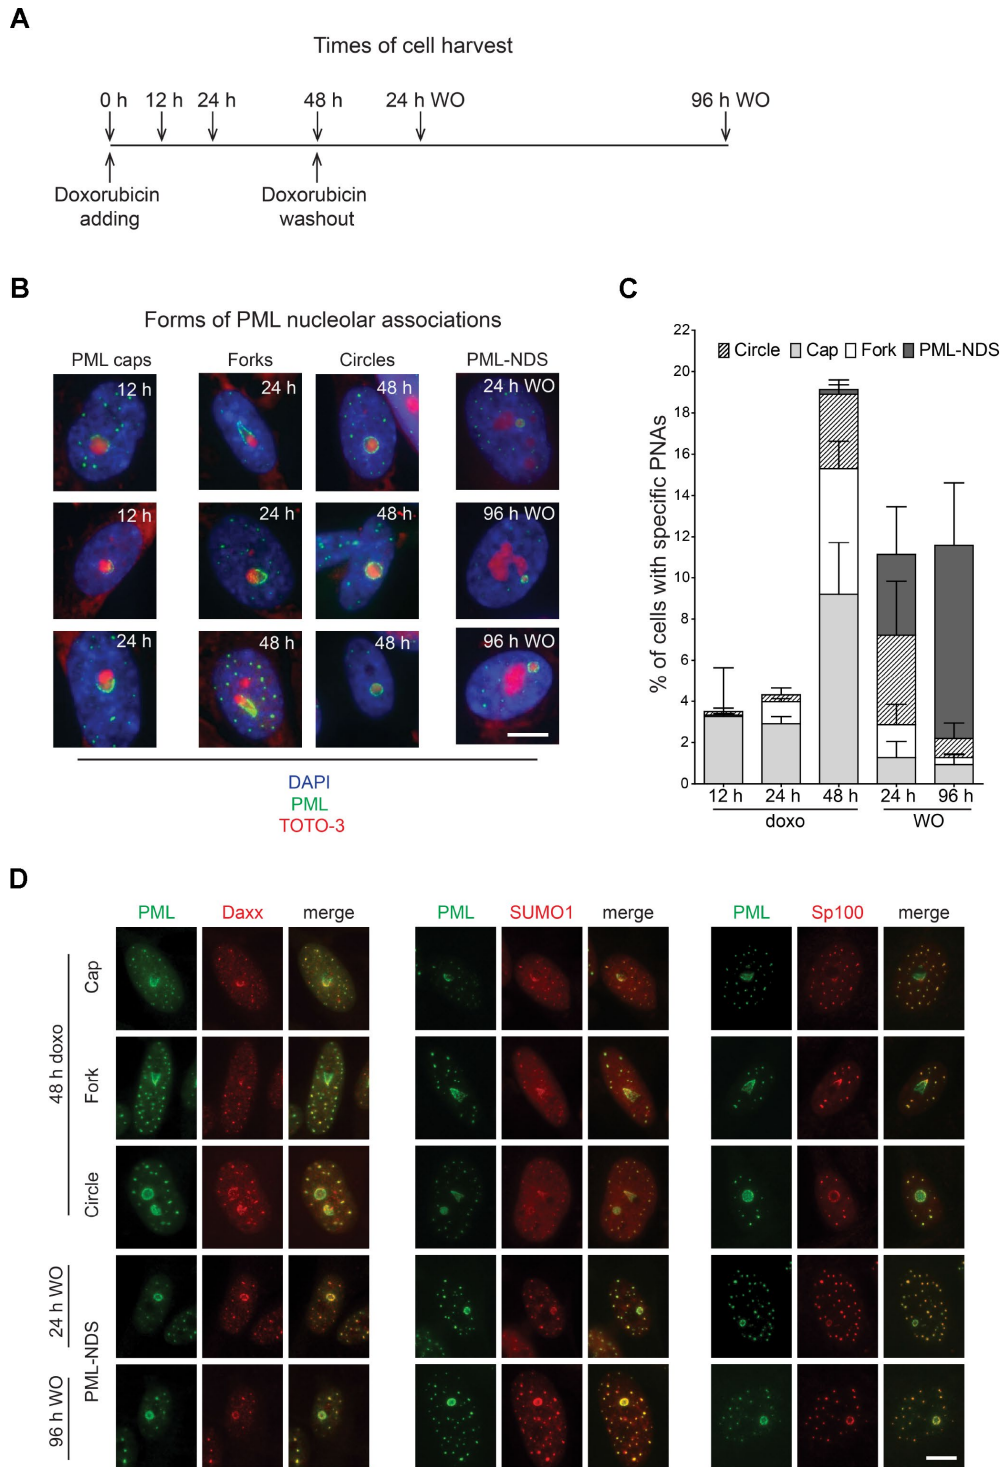 A
Times of cell harvest
0 h 12 h 24 h 48 h 24 h WO 96 h WO
Doxorubicin adding
Doxorubicin washout
B
Forms of PML nucleolar associations
PML caps Forks Circles PML-NDS
12 h 24 h 48 h 24 h WO
12 h 24 h 48 h 96 h WO
24 h 48 h 48 h 96 h WO
DAPI
PML
TOTO-3
C
Circle Cap Fork PML-NDS
% of cells with specific PNAs
22
20
18
16
14
12
10
8
6
4
2
0
12 h 24 h 48 h 24 h 96 h
doxo WO
D
PML Daxx merge PML SUMO1 merge PML Sp100 merge
48 h doxo
Cap
Fork
Circle
24 h WO
PML-NDS
96 h WO